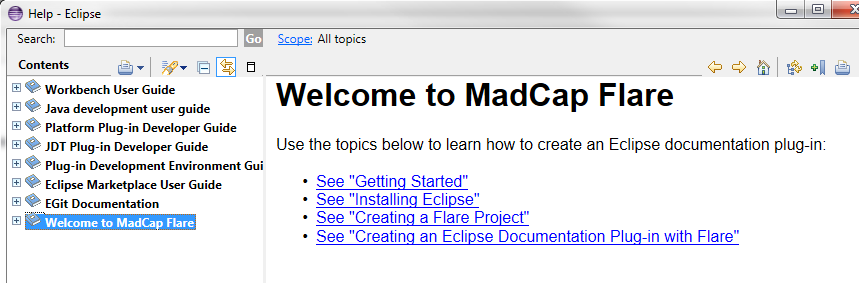 Help - Eclipse
Search:
Go
Scope: All topics
Contents
Workbench User Guide
Java development user guide
Platform Plug-in Developer Guide
JDT Plug-in Developer Guide
Plug-in Development Environment Gui
Eclipse Marketplace User Guide
EGit Documentation
Welcome to MadCap Flare
Welcome to MadCap Flare
Use the topics below to learn how to create an Eclipse documentation plug-in:
• See "Getting Started"
• See "Installing Eclipse"
• See "Creating a Flare Project"
• See "Creating an Eclipse Documentation Plug-in with Flare"